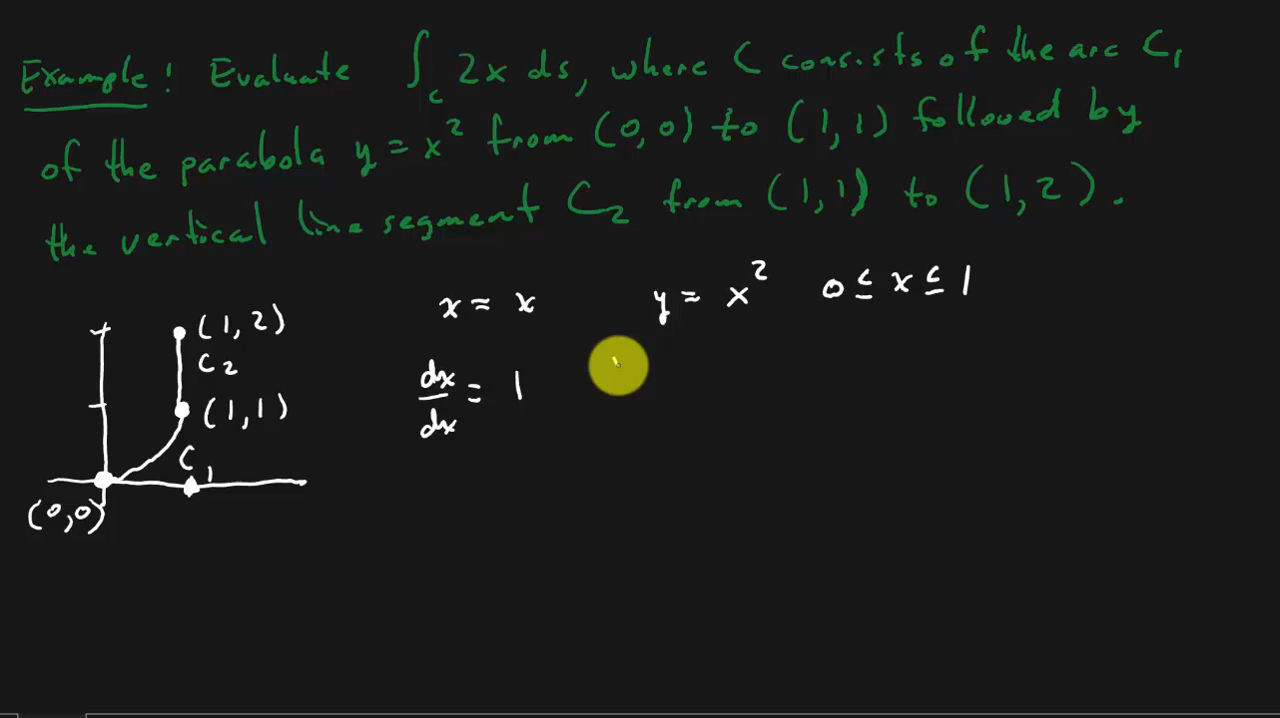 Example! Evaluate ∫_C 2x ds, where C consists of the arc C₁
of the parabola y = x² from (0,0) to (1,1) followed by
the vertical line segment C₂ from (1,1) to (1,2).
x = x y = x² 0 ≤ x ≤ 1
(1,2)
C₂
dx/dx = 1
(1,1)
C₁
(0,0)